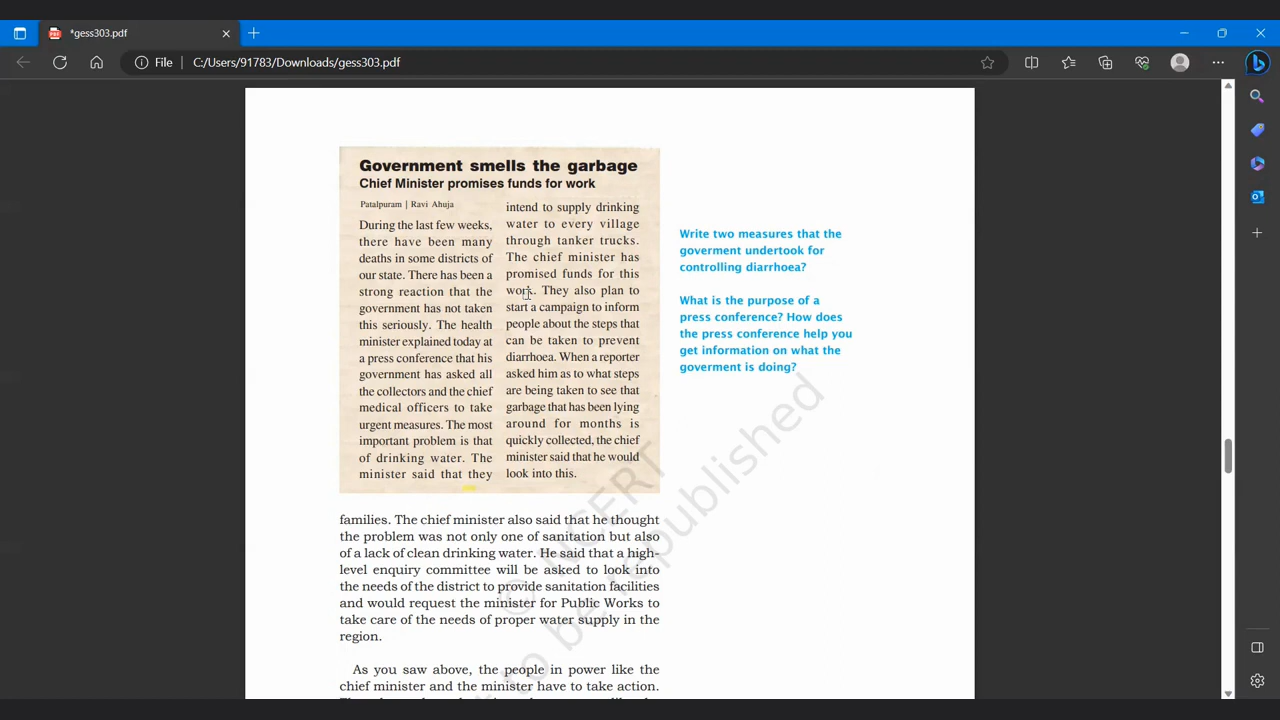 *gess303.pdf
File
C:/Users/91783/Downloads/gess303.pdf
Government smells the garbage
Chief Minister promises funds for work
Patalpuram | Ravi Ahuja
During the last few weeks,
there have been many
deaths in some districts of
our state. There has been a
strong reaction that the
government has not taken
this seriously. The health
minister explained today at
a press conference that his
government has asked all
the collectors and the chief
medical officers to take
urgent measures. The most
important problem is that
of drinking water. The
minister said that they
intend to supply drinking
water to every village
through tanker trucks.
The chief minister has
promised funds for this
work. They also plan to
start a campaign to inform
people about the steps that
can be taken to prevent
diarrhoea. When a reporter
asked him as to what steps
are being taken to see that
garbage that has been lying
around for months is
quickly collected, the chief
minister said that he would
look into this.
Write two measures that the
goverment undertook for
controlling diarrhoea?
What is the purpose of a
press conference? How does
the press conference help you
get information on what the
goverment is doing?
families. The chief minister also said that he thought
the problem was not only one of sanitation but also
of a lack of clean drinking water. He said that a high-
level enquiry committee will be asked to look into
the needs of the district to provide sanitation facilities
and would request the minister for Public Works to
take care of the needs of proper water supply in the
region.
As you saw above, the people in power like the
chief minister and the minister have to take action.
© NCERT
not to be republished